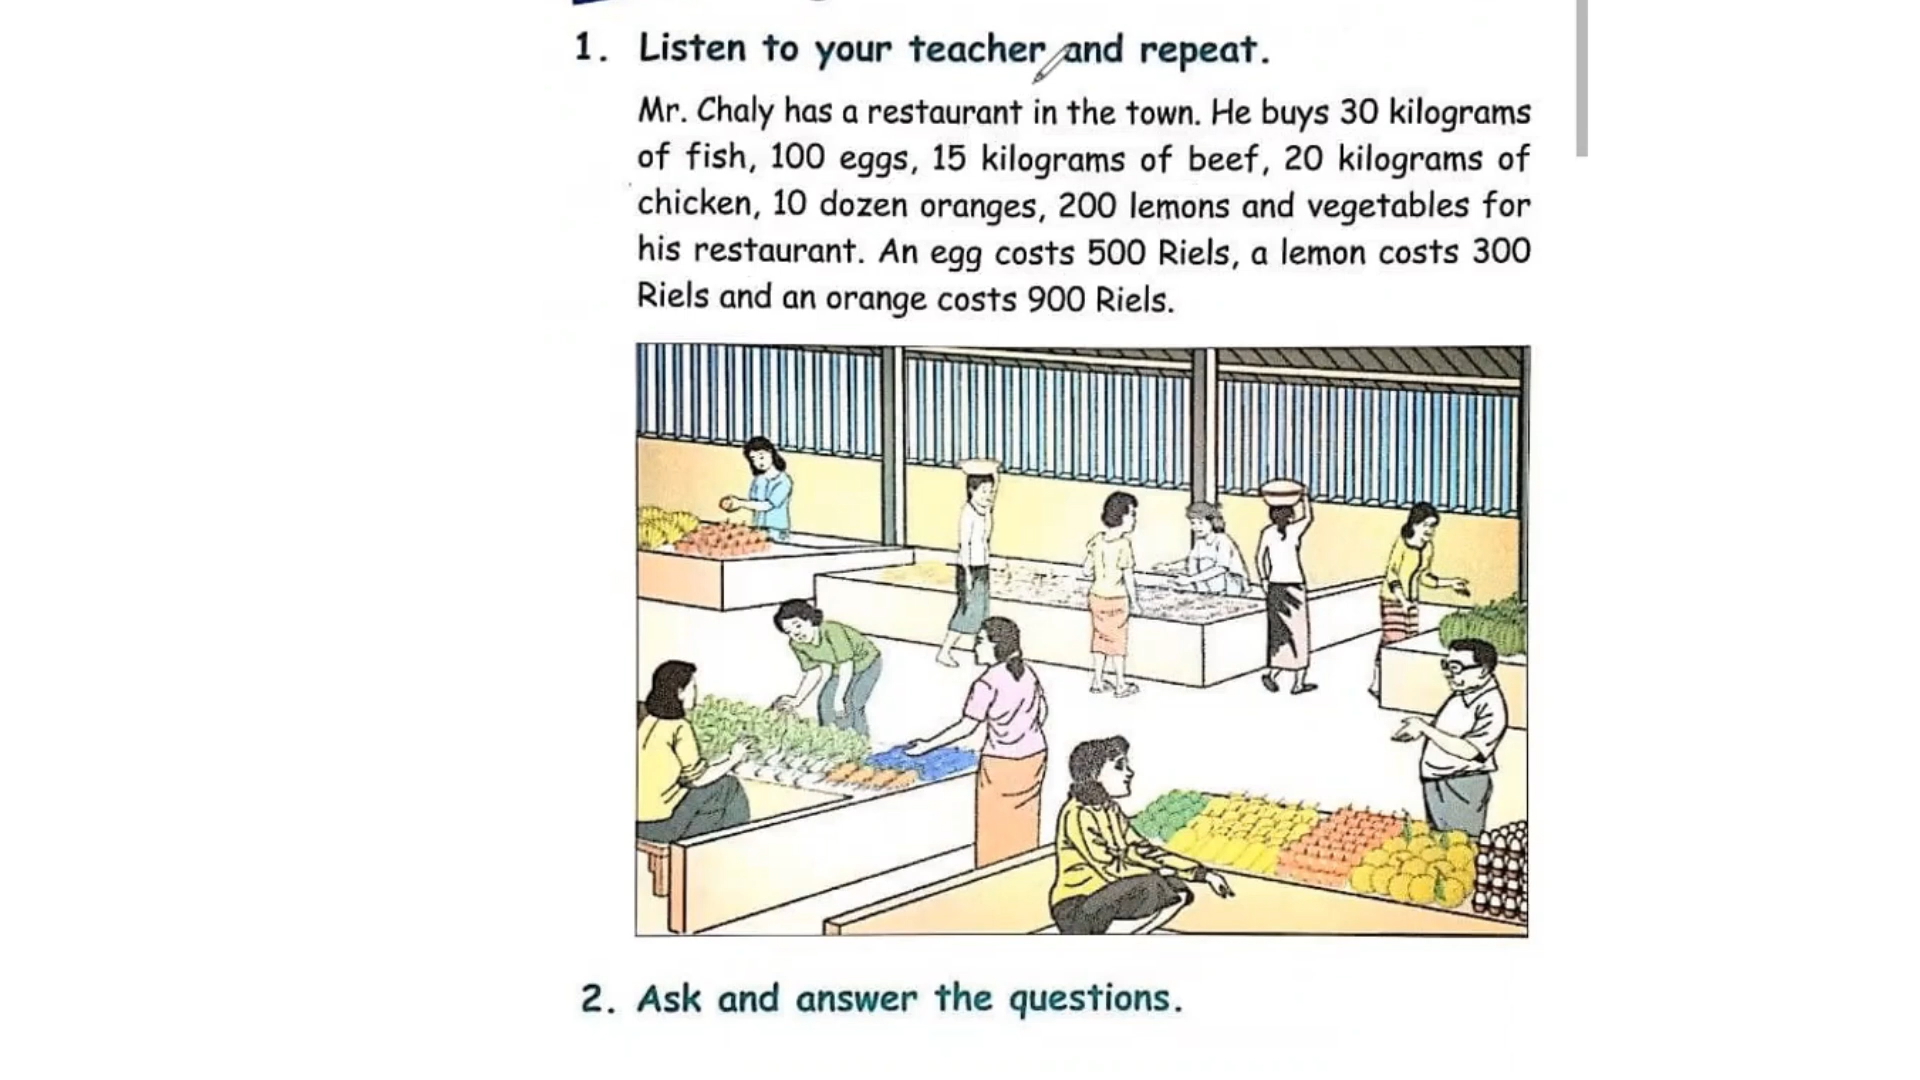 1. Listen to your teacher and repeat.
Mr. Chaly has a restaurant in the town. He buys 30 kilograms
of fish, 100 eggs, 15 kilograms of beef, 20 kilograms of
chicken, 10 dozen oranges, 200 lemons and vegetables for
his restaurant. An egg costs 500 Riels, a lemon costs 300
Riels and an orange costs 900 Riels.
2. Ask and answer the questions.